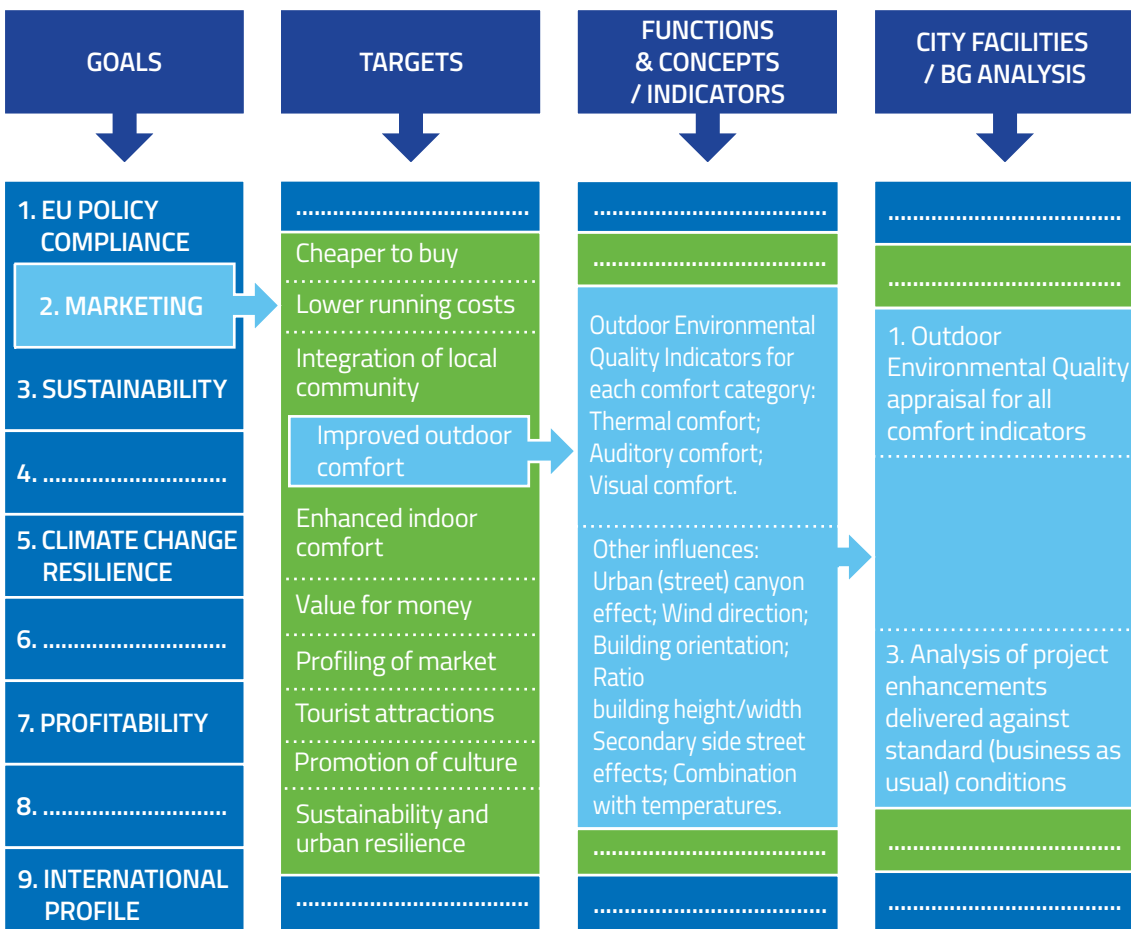 GOALS
TARGETS
FUNCTIONS
& CONCEPTS
/ INDICATORS
CITY FACILITIES
/ BG ANALYSIS
1. EU POLICY
COMPLIANCE
2. MARKETING
3. SUSTAINABILITY
4. ..............................
5. CLIMATE CHANGE
RESILIENCE
6. ..............................
7. PROFITABILITY
8. ..............................
9. INTERNATIONAL
PROFILE
......................................
Cheaper to buy
Lower running costs
Integration of local
community
Improved outdoor
comfort
Enhanced indoor
comfort
Value for money
Profiling of market
Tourist attractions
Promotion of culture
Sustainability and
urban resilience
......................................
......................................
......................................
Outdoor Environmental
Quality Indicators for
each comfort category:
Thermal comfort;
Auditory comfort;
Visual comfort.
Other influences:
Urban (street) canyon
effect; Wind direction;
Building orientation;
Ratio
building height/width
Secondary side street
effects; Combination
with temperatures.
......................................
......................................
......................................
......................................
1. Outdoor
Environmental Quality
appraisal for all
comfort indicators
3. Analysis of project
enhancements
delivered against
standard (business as
usual) conditions
......................................
......................................